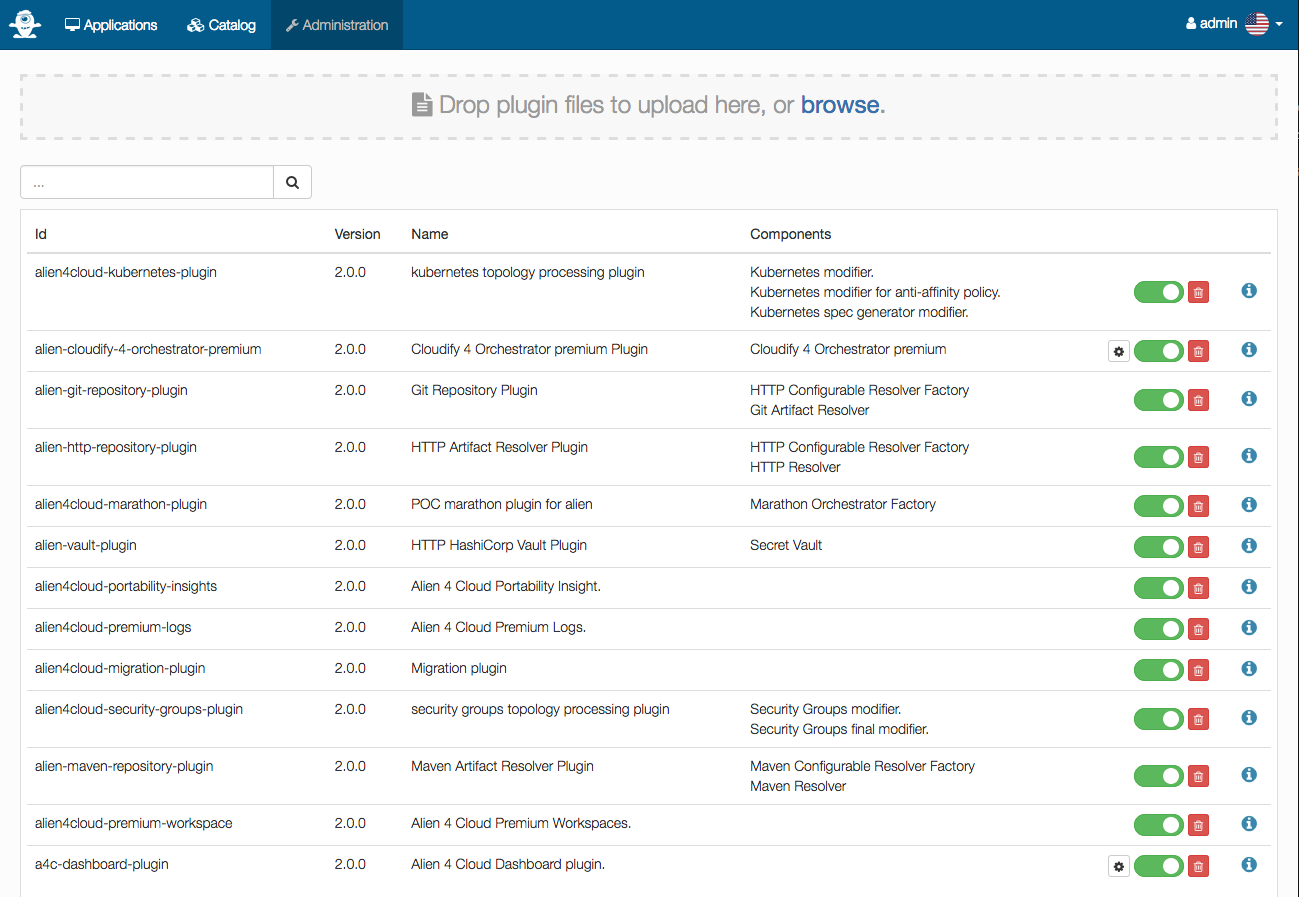 Applications Catalog Administration admin
Drop plugin files to upload here, or browse.
...
Id Version Name Components
alien4cloud-kubernetes-plugin 2.0.0 kubernetes topology processing plugin Kubernetes modifier.
Kubernetes modifier for anti-affinity policy.
Kubernetes spec generator modifier.
alien-cloudify-4-orchestrator-premium 2.0.0 Cloudify 4 Orchestrator premium Plugin Cloudify 4 Orchestrator premium
alien-git-repository-plugin 2.0.0 Git Repository Plugin HTTP Configurable Resolver Factory
Git Artifact Resolver
alien-http-repository-plugin 2.0.0 HTTP Artifact Resolver Plugin HTTP Configurable Resolver Factory
HTTP Resolver
alien4cloud-marathon-plugin 2.0.0 POC marathon plugin for alien Marathon Orchestrator Factory
alien-vault-plugin 2.0.0 HTTP HashiCorp Vault Plugin Secret Vault
alien4cloud-portability-insights 2.0.0 Alien 4 Cloud Portability Insight.
alien4cloud-premium-logs 2.0.0 Alien 4 Cloud Premium Logs.
alien4cloud-migration-plugin 2.0.0 Migration plugin
alien4cloud-security-groups-plugin 2.0.0 security groups topology processing plugin Security Groups modifier.
Security Groups final modifier.
alien-maven-repository-plugin 2.0.0 Maven Artifact Resolver Plugin Maven Configurable Resolver Factory
Maven Resolver
alien4cloud-premium-workspace 2.0.0 Alien 4 Cloud Premium Workspaces.
a4c-dashboard-plugin 2.0.0 Alien 4 Cloud Dashboard plugin.